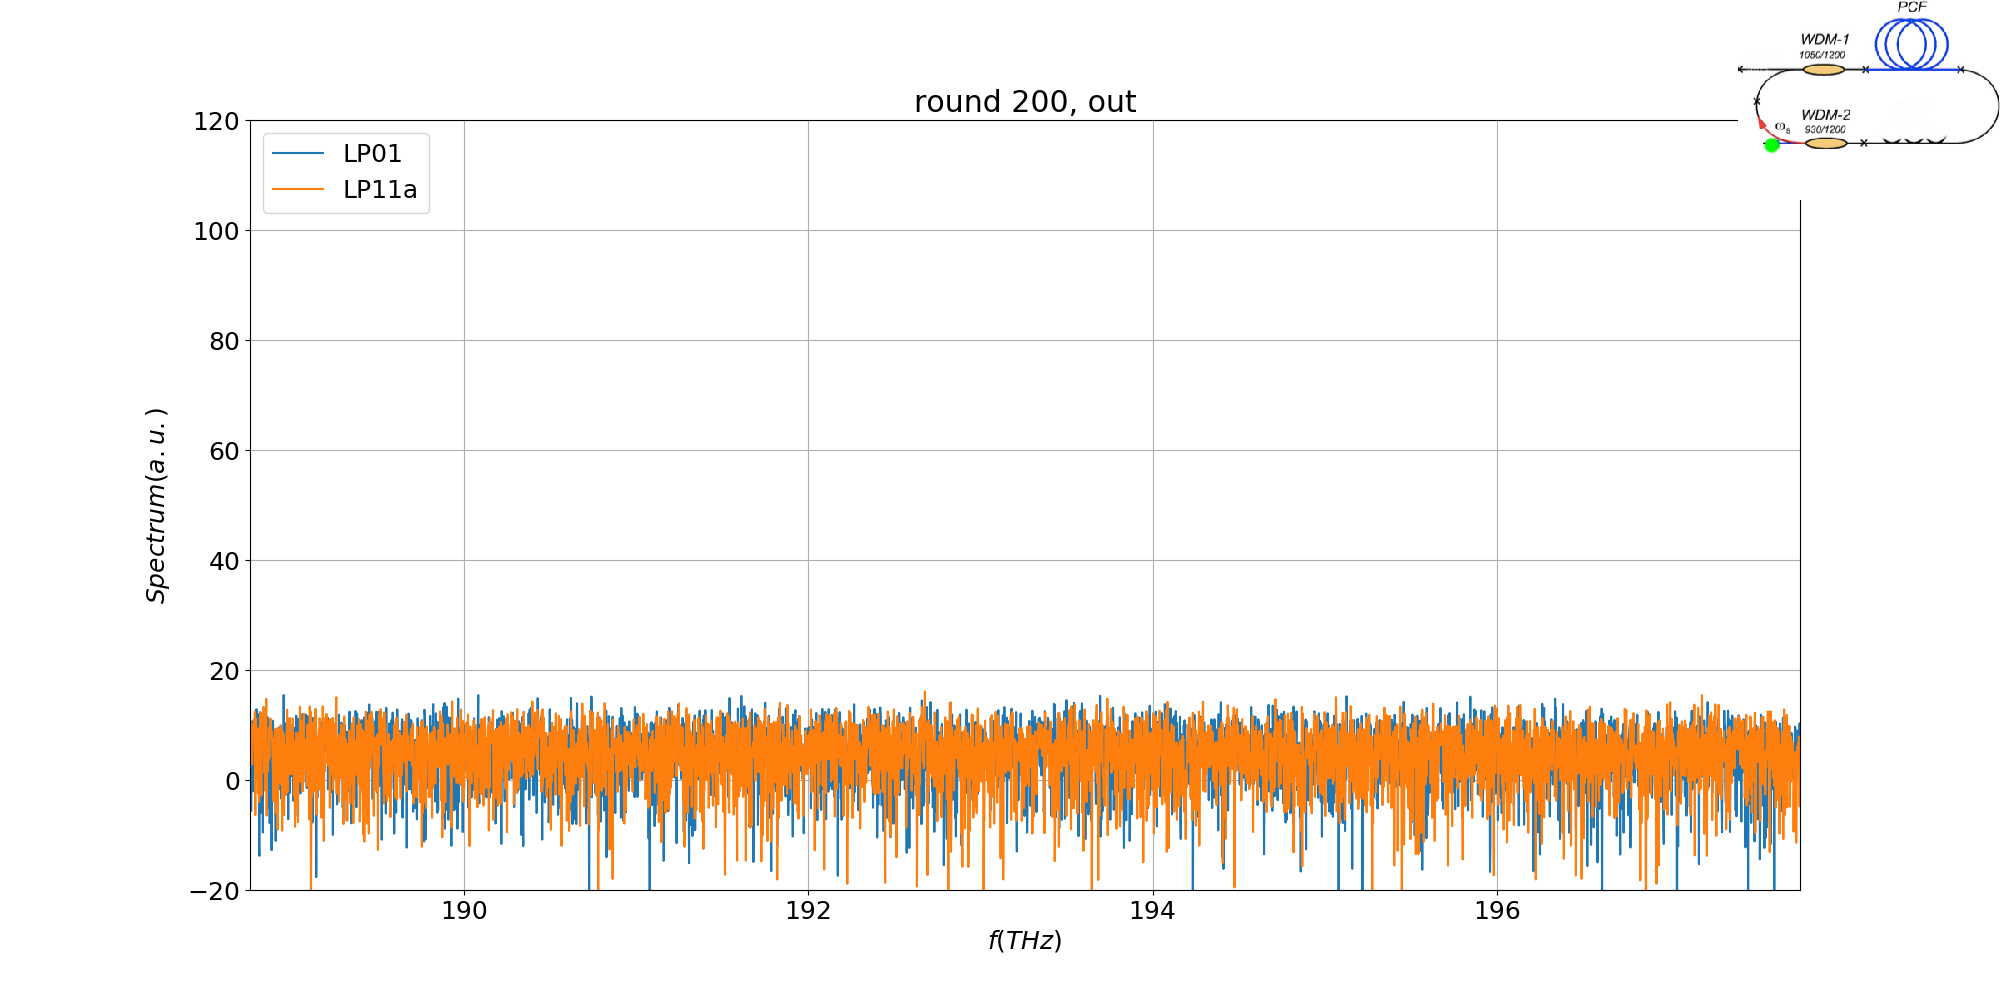 PCF
WDM-1
1050/1200
WDM-2
930/1200
ωs
round 200, out
LP01
LP11a
120
100
80
60
40
20
0
−20
Spectrum(a.u.)
190
192
194
196
f(THz)